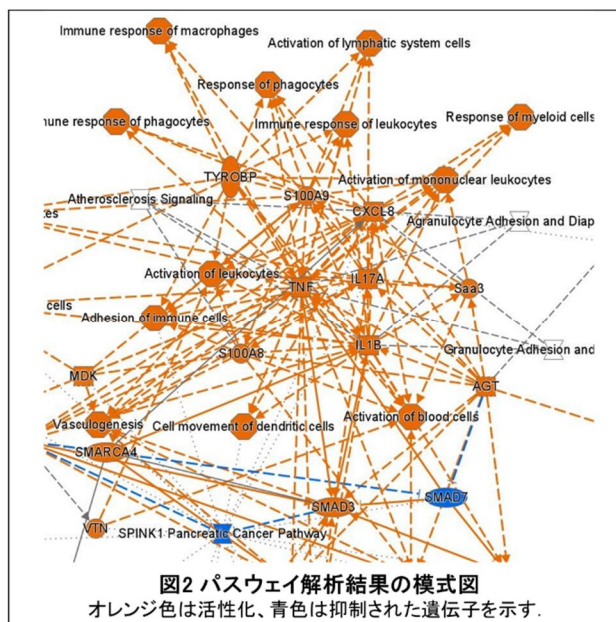 Immune response of macrophages
Activation of lymphatic system cells
Response of phagocytes
nune response of phagocytes
Immune response of leukocytes
Response of myeloid cells
TYROBP
S100A9
Activation of mononuclear leukocytes
Atherosclerosis Signaling
CXCL8
Agranulocyte Adhesion and Diap
Activation of leukocytes
TNF
IL17A
Saa3
cells
Adhesion of immune cells
S100A8
IL1B
Granulocyte Adhesion and
MDK
AGT
Vasculogenesis
Cell movement of dendritic cells
Activation of blood cells
SMARCA4
SMAD3
SMAD7
VTN
SPINK1 Pancreatic Cancer Pathway
図2 パスウェイ解析結果の模式図
オレンジ色は活性化、青色は抑制された遺伝子を示す.